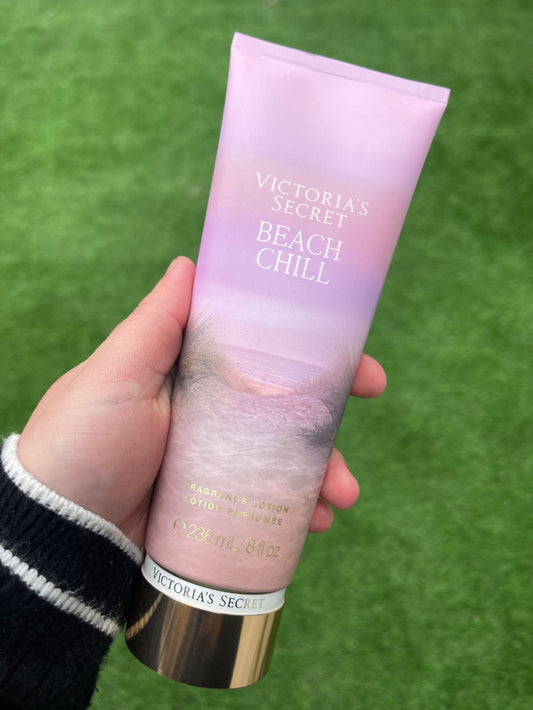 VICTORIA'S
SECRET
BEACH
CHILL
FRAGRANCE LOTION
LOTION PARFUMÉE
℮ 236 mL/8 fl oz
VICTORIA'S SECRET